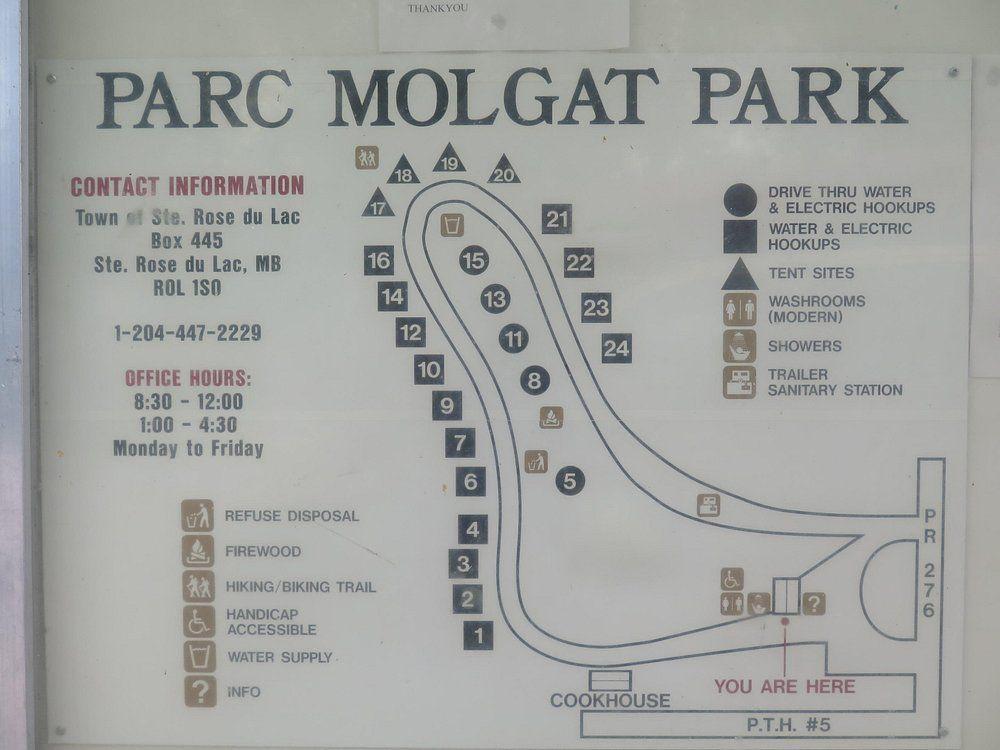 THANKYOU
PARC MOLGAT PARK
CONTACT INFORMATION
Town of Ste. Rose du Lac
Box 445
Ste. Rose du Lac, MB
ROL 1SO
1-204-447-2229
OFFICE HOURS:
8:30 - 12:00
1:00 - 4:30
Monday to Friday
19
18
20
17
21
16
15
22
14
13
23
12
11
24
10
8
9
7
6
5
4
3
2
1
DRIVE THRU WATER
& ELECTRIC HOOKUPS
WATER & ELECTRIC
HOOKUPS
TENT SITES
WASHROOMS
(MODERN)
SHOWERS
TRAILER
SANITARY STATION
REFUSE DISPOSAL
FIREWOOD
HIKING/BIKING TRAIL
HANDICAP
ACCESSIBLE
WATER SUPPLY
?
INFO
PR 276
?
YOU ARE HERE
COOKHOUSE
P.T.H. #5